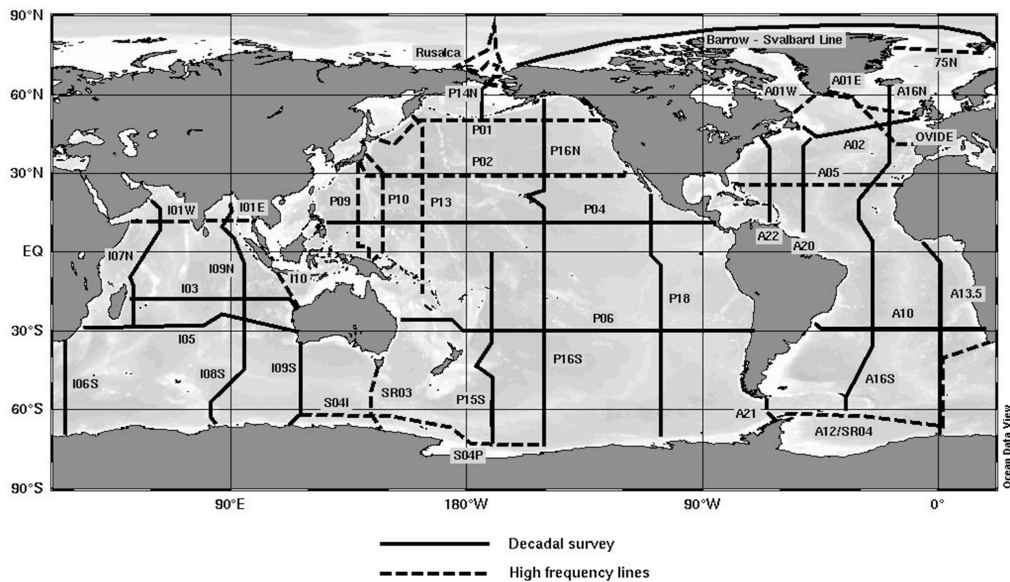 90°N
Rusalca
Barrow - Svalbard Line
75N
P14N
A01W
A01E
A16N
60°N
P01
P16N
OVIDE
A02
P02
30°N
A05
P09
P10
P13
I01W
I01E
P04
A22
A20
EQ
I07N
I09N
I10
I03
P18
A13.5
P06
A10
30°S
I05
I06S
I08S
I09S
SR03
P16S
P15S
A16S
S04I
60°S
A21
A12/SR04
S04P
90°S
90°E
180°W
90°W
0°
Ocean Data View
Decadal survey
High frequency lines